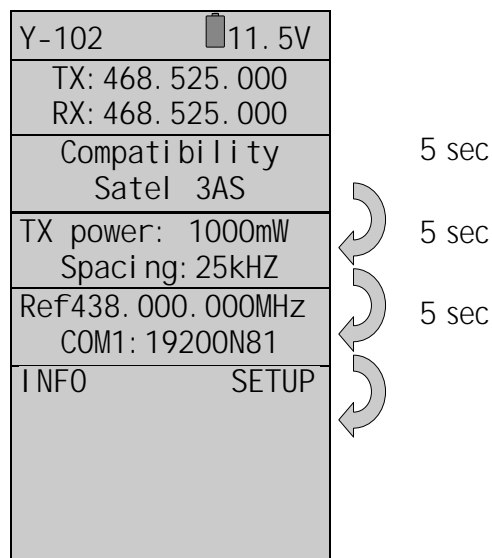 Y-102 11.5V
TX:468.525.000
RX:468.525.000
Compatibility
Satel 3AS
5 sec
TX power: 1000mW
5 sec
Spacing:25kHZ
Ref438.000.000MHz
5 sec
COM1:19200N81
INFO SETUP